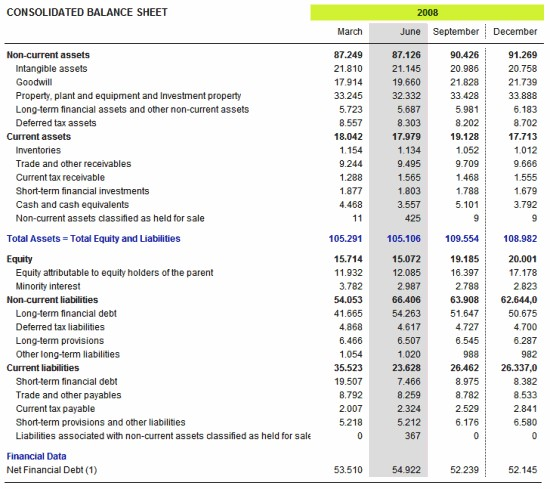 CONSOLIDATED BALANCE SHEET 2008
March June September December
Non-current assets 87.249 87.126 90.426 91.269
Intangible assets 21.810 21.145 20.986 20.758
Goodwill 17.914 19.660 21.828 21.739
Property, plant and equipment and Investment property 33.245 32.332 33.428 33.888
Long-term financial assets and other non-current assets 5.723 5.687 5.981 6.183
Deferred tax assets 8.557 8.303 8.202 8.702
Current assets 18.042 17.979 19.128 17.713
Inventories 1.154 1.134 1.052 1.012
Trade and other receivables 9.244 9.495 9.709 9.666
Current tax receivable 1.288 1.565 1.468 1.555
Short-term financial investments 1.877 1.803 1.788 1.679
Cash and cash equivalents 4.468 3.557 5.101 3.792
Non-current assets classified as held for sale 11 425 9 9
Total Assets = Total Equity and Liabilities 105.291 105.106 109.554 108.982
Equity 15.714 15.072 19.185 20.001
Equity attributable to equity holders of the parent 11.932 12.085 16.397 17.178
Minority interest 3.782 2.987 2.788 2.823
Non-current liabilities 54.053 66.406 63.908 62.644,0
Long-term financial debt 41.665 54.263 51.647 50.675
Deferred tax liabilities 4.868 4.617 4.727 4.700
Long-term provisions 6.466 6.507 6.545 6.287
Other long-term liabilities 1.054 1.020 988 982
Current liabilities 35.523 23.628 26.462 26.337,0
Short-term financial debt 19.507 7.466 8.975 8.382
Trade and other payables 8.792 8.259 8.782 8.533
Current tax payable 2.007 2.324 2.529 2.841
Short-term provisions and other liabilities 5.218 5.212 6.176 6.580
Liabilities associated with non-current assets classified as held for sale 0 367 0 0
Financial Data
Net Financial Debt (1) 53.510 54.922 52.239 52.145